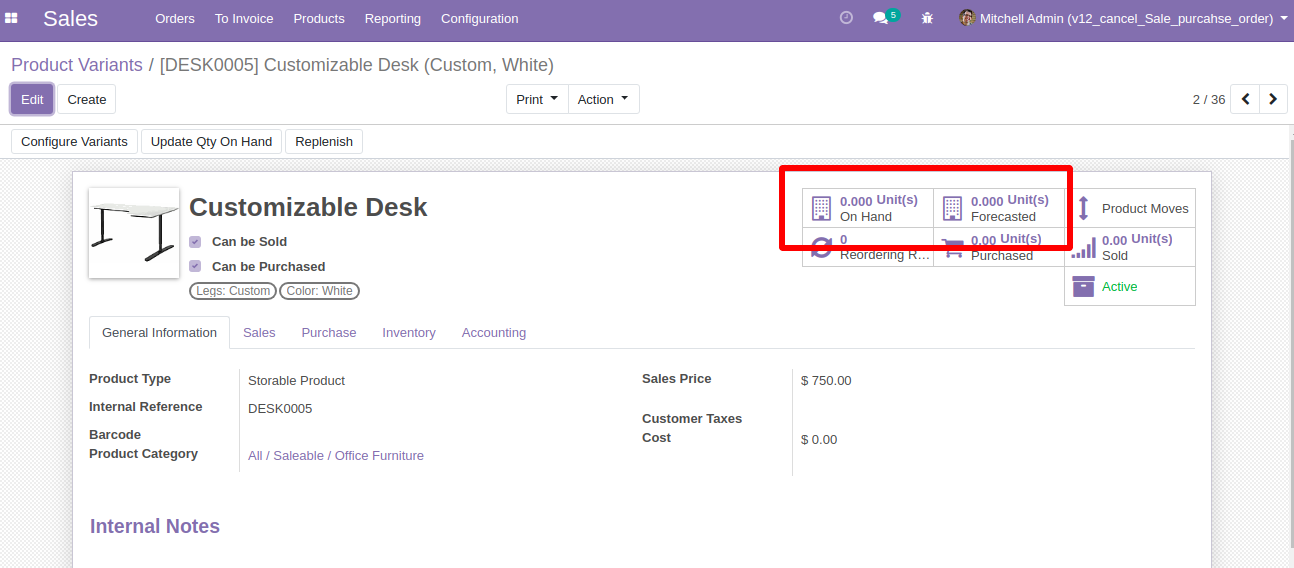 Sales Orders To Invoice Products Reporting Configuration 5 Mitchell Admin (v12_cancel_Sale_purcahse_order)
Product Variants / [DESK0005] Customizable Desk (Custom, White)
Edit Create Print Action 2 / 36
Configure Variants Update Qty On Hand Replenish
Customizable Desk
Can be Sold
Can be Purchased
Legs: Custom Color: White
0.000 Unit(s)
On Hand
0.000 Unit(s)
Forecasted
Product Moves
0
Reordering R...
0.00 Unit(s)
Purchased
0.00 Unit(s)
Sold
Active
General Information Sales Purchase Inventory Accounting
Product Type Storable Product
Internal Reference DESK0005
Barcode
Product Category All / Saleable / Office Furniture
Sales Price $ 750.00
Customer Taxes
Cost $ 0.00
Internal Notes